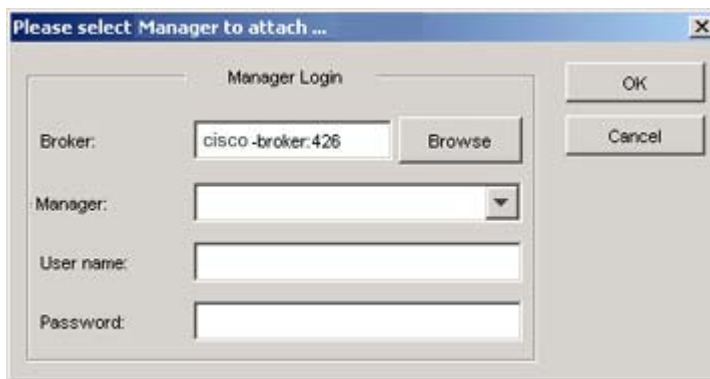 Please select Manager to attach ...
Manager Login
OK
Broker:
cisco-broker:426
Browse
Cancel
Manager:
User name:
Password: